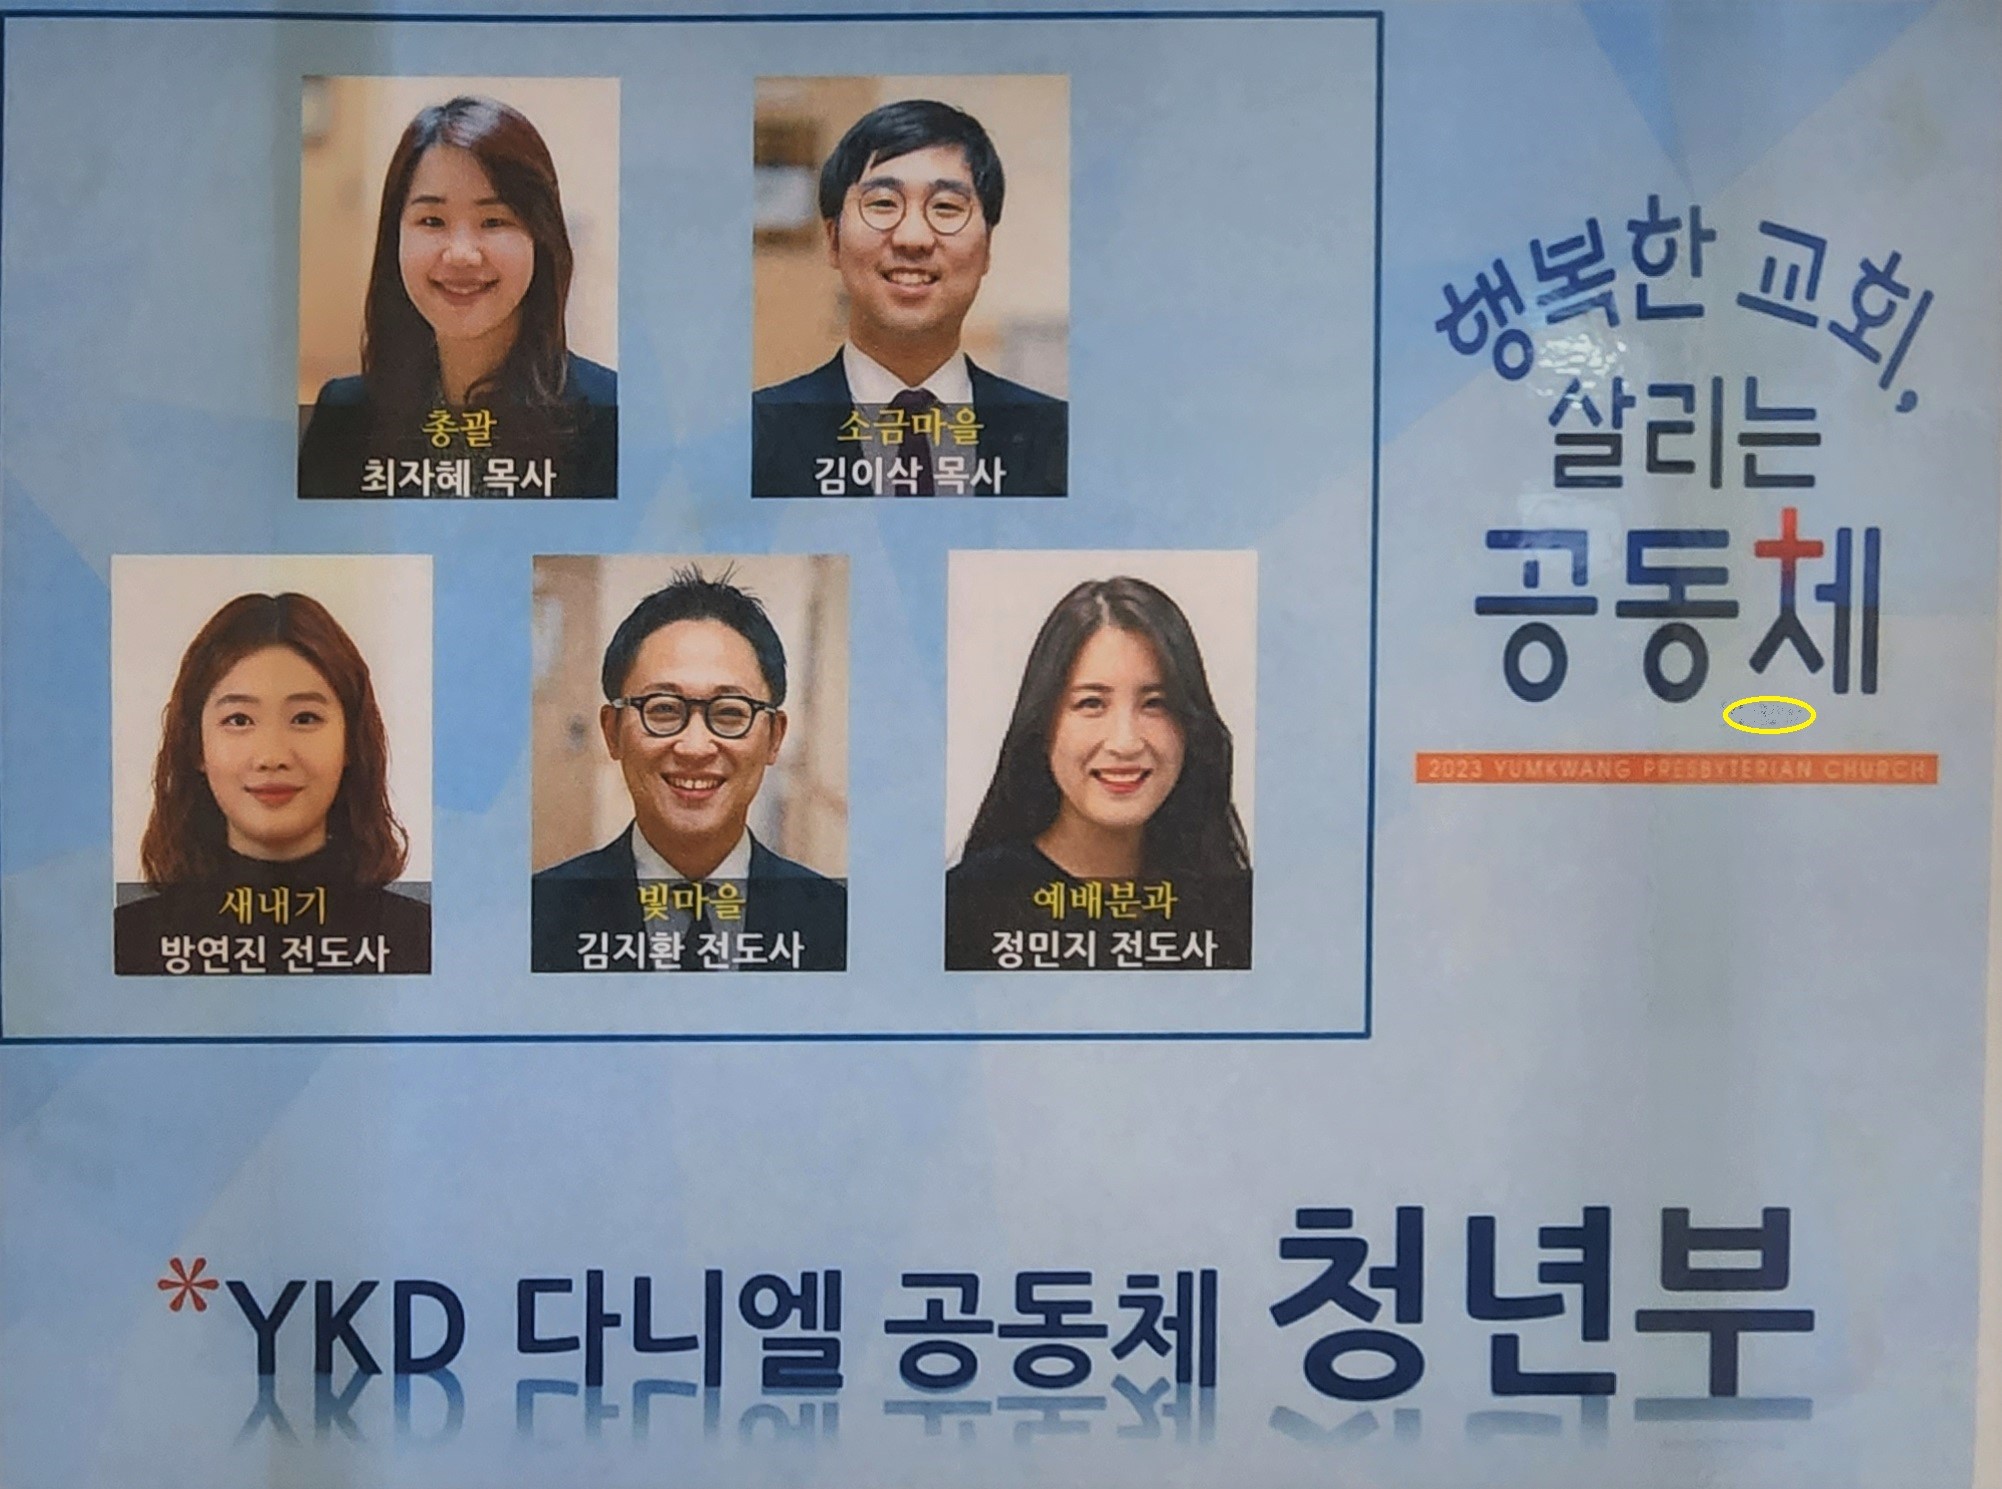 총괄
최자혜 목사
소금마을
김이삭 목사
새내기
방연진 전도사
빛마을
김지환 전도사
예배분과
정민지 전도사
행복한 교회,
살리는
공동체
2023 YUMKWANG PRESBYTERIAN CHURCH
*YKD 다니엘 공동체 청년부